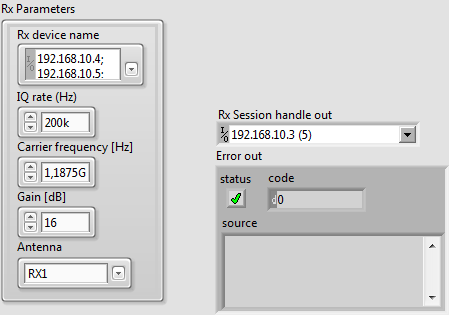 Rx Parameters
Rx device name
I/O
192.168.10.4;
192.168.10.5;
IQ rate (Hz)
200k
Carrier frequency [Hz]
1,1875G
Gain [dB]
16
Antenna
RX1
Rx Session handle out
I/O 192.168.10.3 (5)
Error out
status
code
d0
source